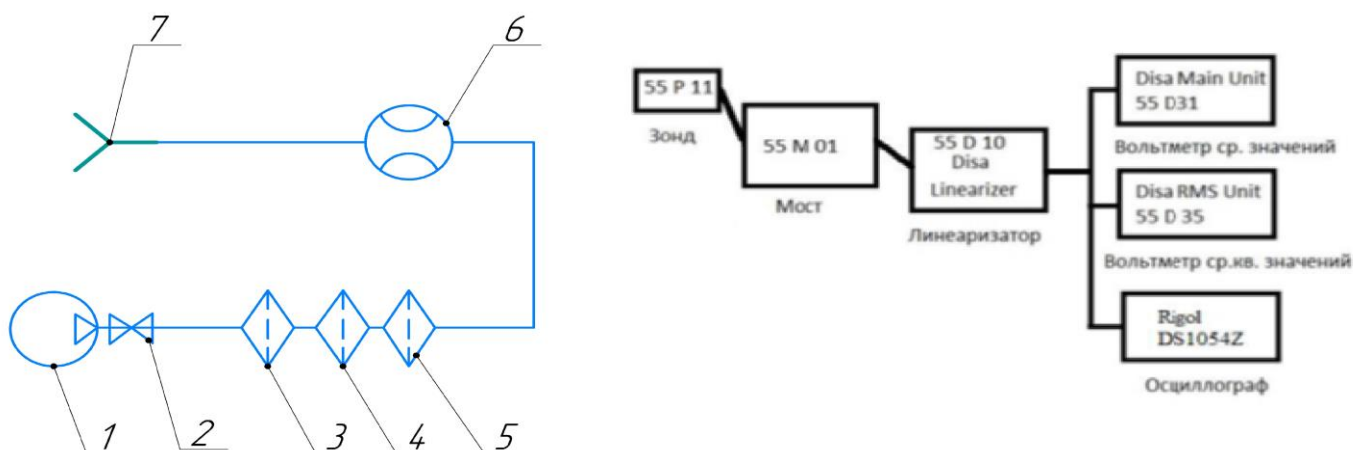 7
6
1
2
3
4
5
55 P 11
Зонд
55 M 01
Мост
55 D 10
Disa
Linearizer
Линеаризатор
Disa Main Unit
55 D31
Вольтметр ср. значений
Disa RMS Unit
55 D 35
Вольтметр ср.кв. значений
Rigol
DS1054Z
Осциллограф